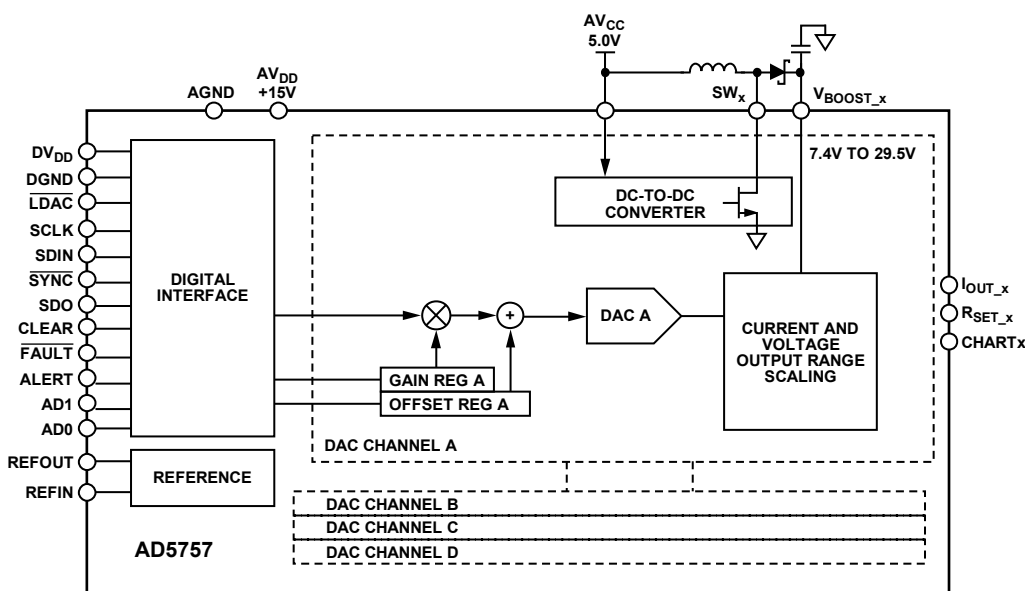 AVCC
5.0V
AGND
AVDD
+15V
SWx
VBOOST_x
7.4V TO 29.5V
DVDD
DGND
LDAC
SCLK
SDIN
SYNC
SDO
CLEAR
FAULT
ALERT
AD1
AD0
REFOUT
REFIN
DIGITAL
INTERFACE
REFERENCE
DC-TO-DC
CONVERTER
DAC A
GAIN REG A
OFFSET REG A
CURRENT AND
VOLTAGE
OUTPUT RANGE
SCALING
IOUT_x
RSET_x
CHARTx
DAC CHANNEL A
DAC CHANNEL B
DAC CHANNEL C
DAC CHANNEL D
AD5757